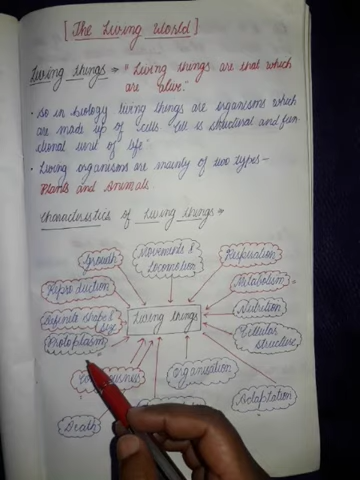 [ The Living World ]
Living things → " Living things are that which
are alive."
• So in biology living things are organisms which
are made up of cells. Cell is structural and fun-
ctional unit of life."
• Living organisms are mainly of two types-
Plants and Animals
Characteristics of Living things →
Movements &
Locomotion
Growth
Respiration
Reproduction
Metabolism
Definite shape &
size
Living things
Nutrition
Protoplasm
Cellular
structure
Organisation
Adaptation
Death